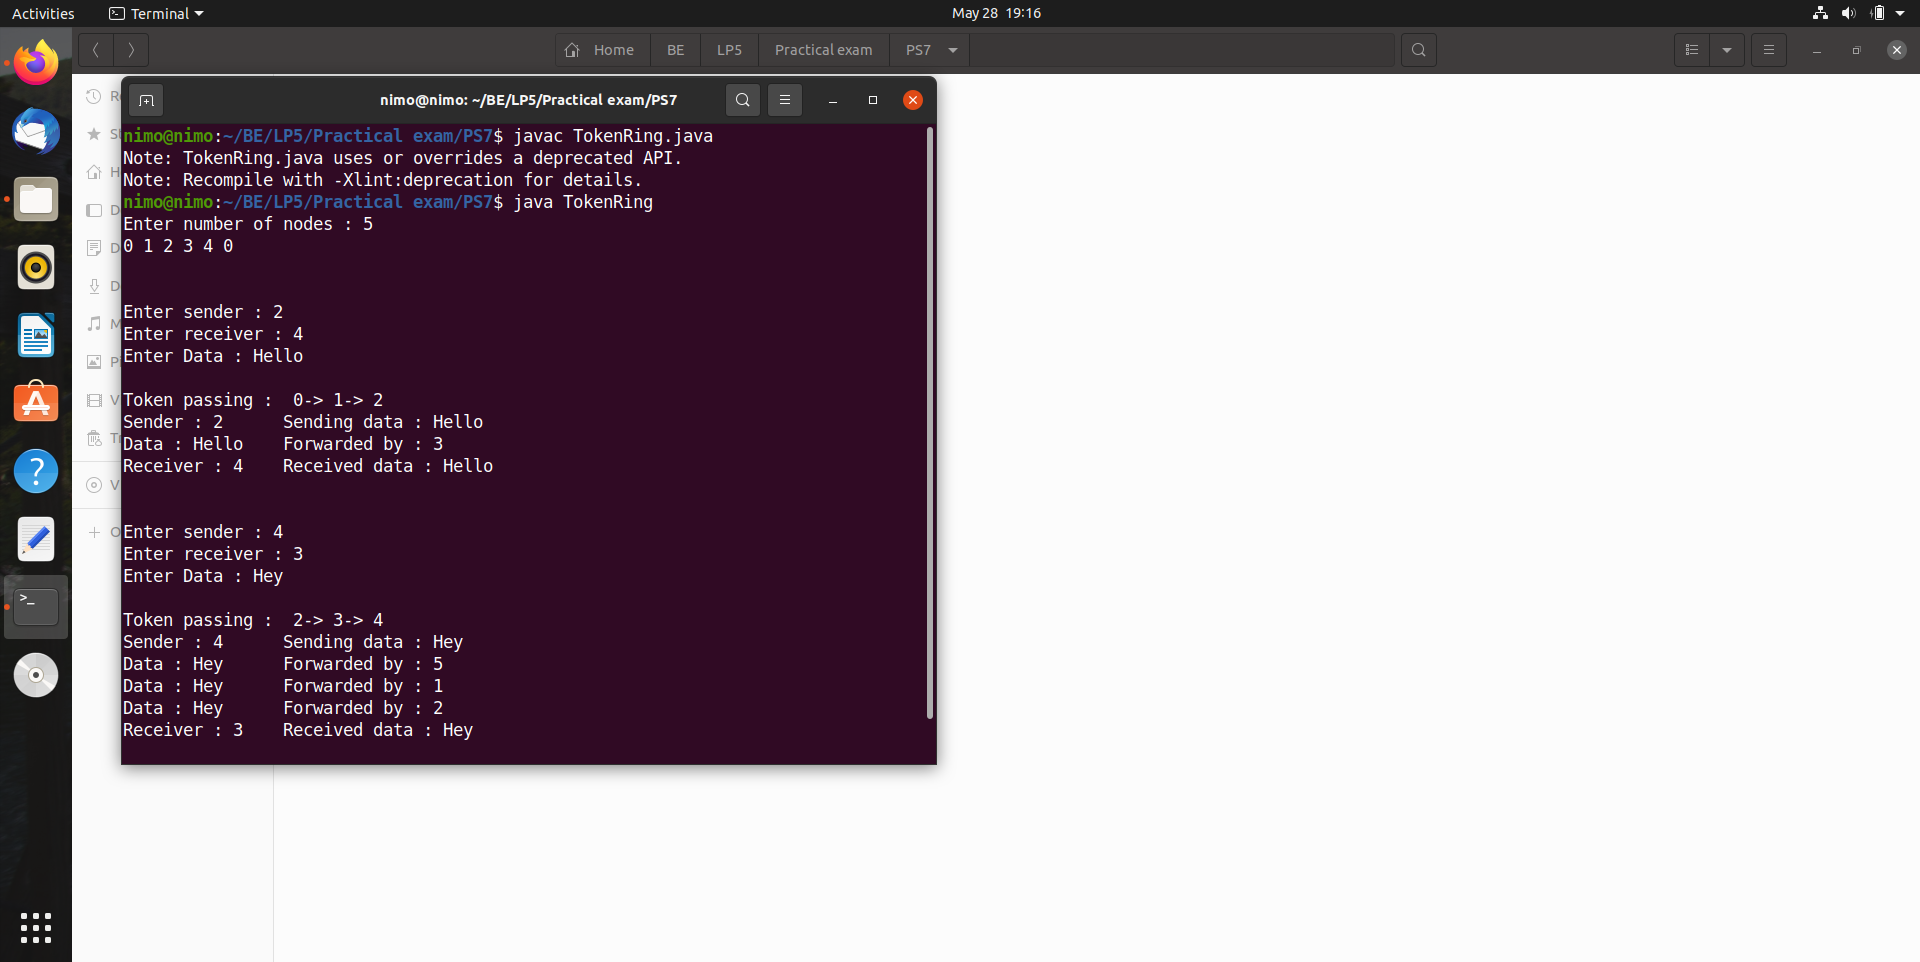 Activities
Terminal
May 28 19:16
Home
BE
LP5
Practical exam
PS7
nimo@nimo: ~/BE/LP5/Practical exam/PS7
nimo@nimo:~/BE/LP5/Practical exam/PS7$ javac TokenRing.java
Note: TokenRing.java uses or overrides a deprecated API.
Note: Recompile with -Xlint:deprecation for details.
nimo@nimo:~/BE/LP5/Practical exam/PS7$ java TokenRing
Enter number of nodes : 5
0 1 2 3 4 0
Enter sender : 2
Enter receiver : 4
Enter Data : Hello
Token passing :  0-> 1-> 2
Sender : 2      Sending data : Hello
Data : Hello    Forwarded by : 3
Receiver : 4    Received data : Hello
Enter sender : 4
Enter receiver : 3
Enter Data : Hey
Token passing :  2-> 3-> 4
Sender : 4      Sending data : Hey
Data : Hey      Forwarded by : 5
Data : Hey      Forwarded by : 1
Data : Hey      Forwarded by : 2
Receiver : 3    Received data : Hey